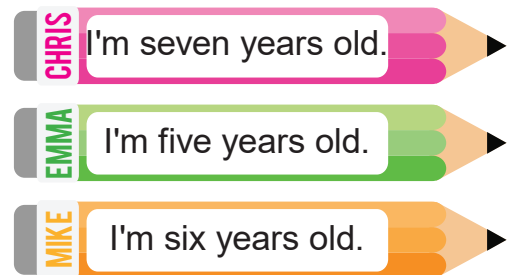 CHRIS
I'm seven years old.
EMMA
I'm five years old.
MIKE
I'm six years old.